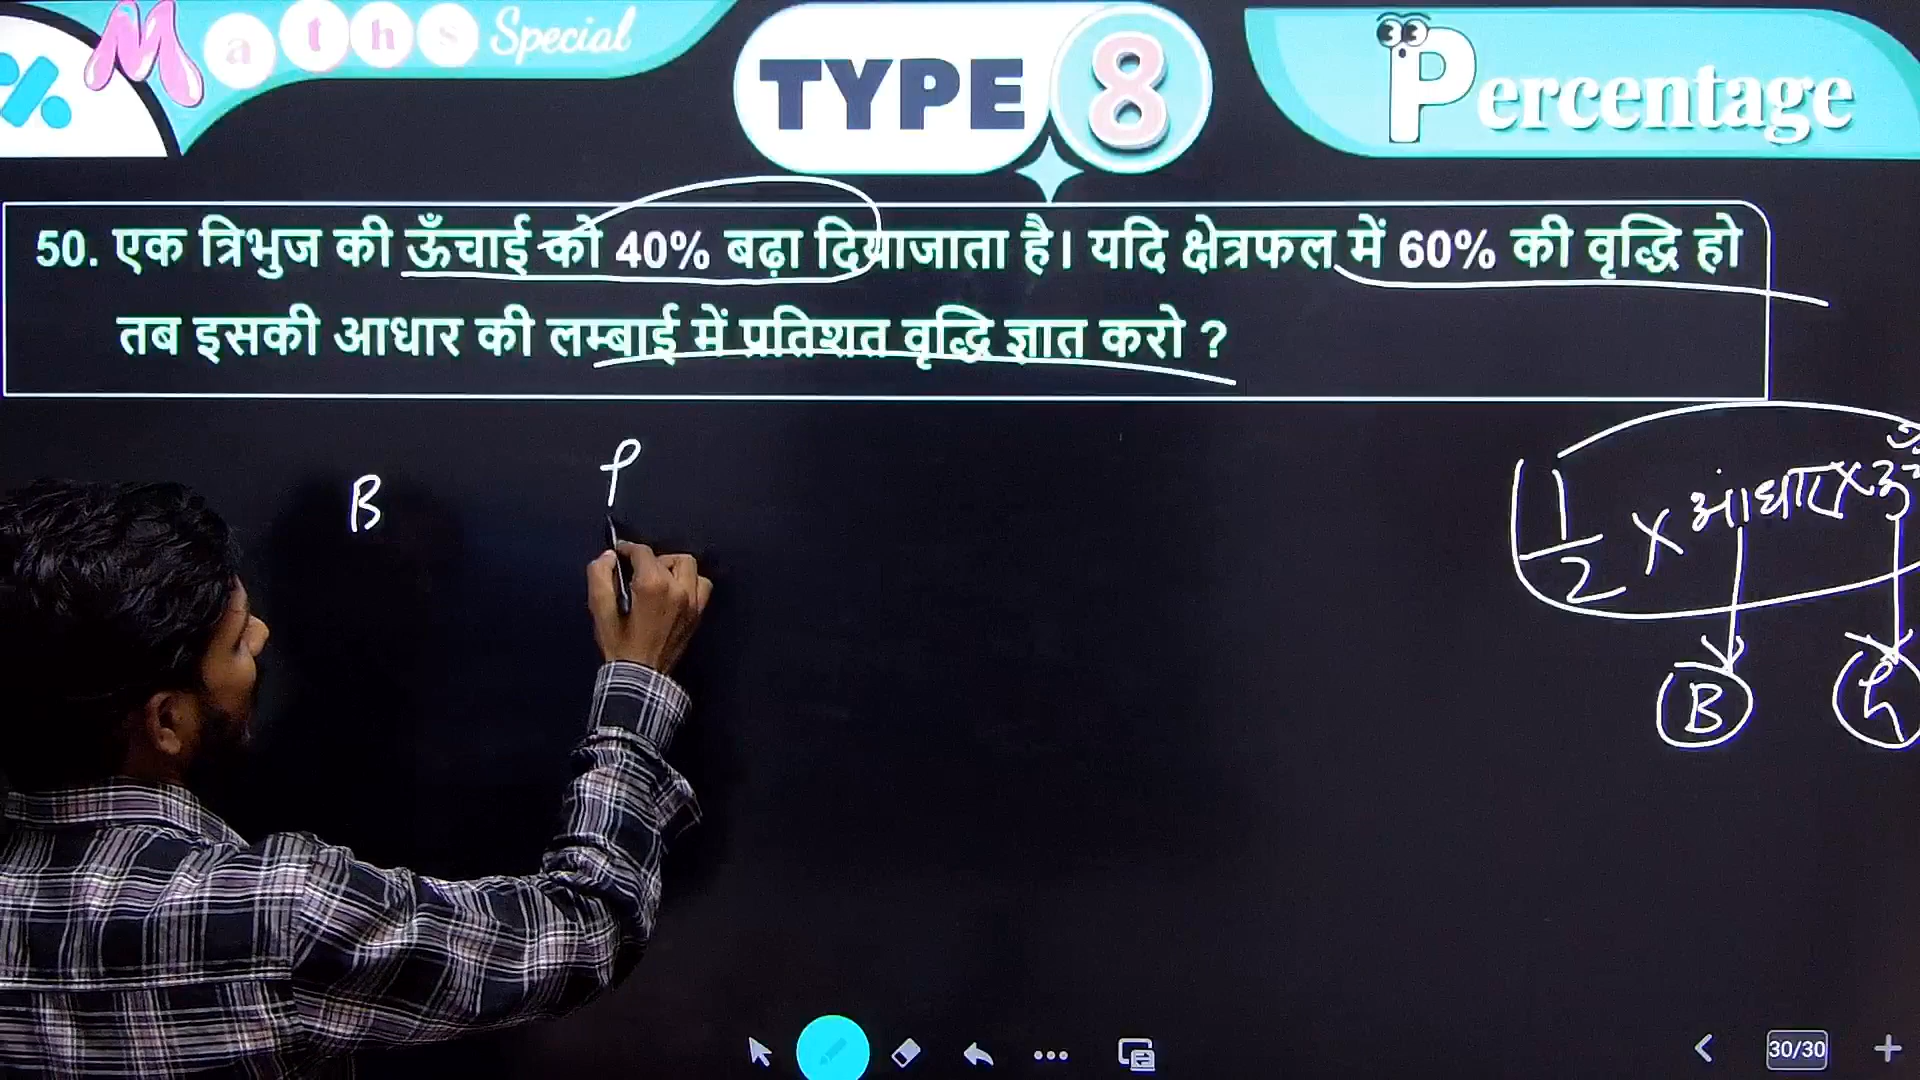 Maths Special
TYPE 8
Percentage
50. एक त्रिभुज की ऊँचाई को 40% बढ़ा दियाजाता है। यदि क्षेत्रफल में 60% की वृद्धि हो
तब इसकी आधार की लम्बाई में प्रतिशत वृद्धि ज्ञात करो ?
B
1/2 × आधार ×
B
30/30